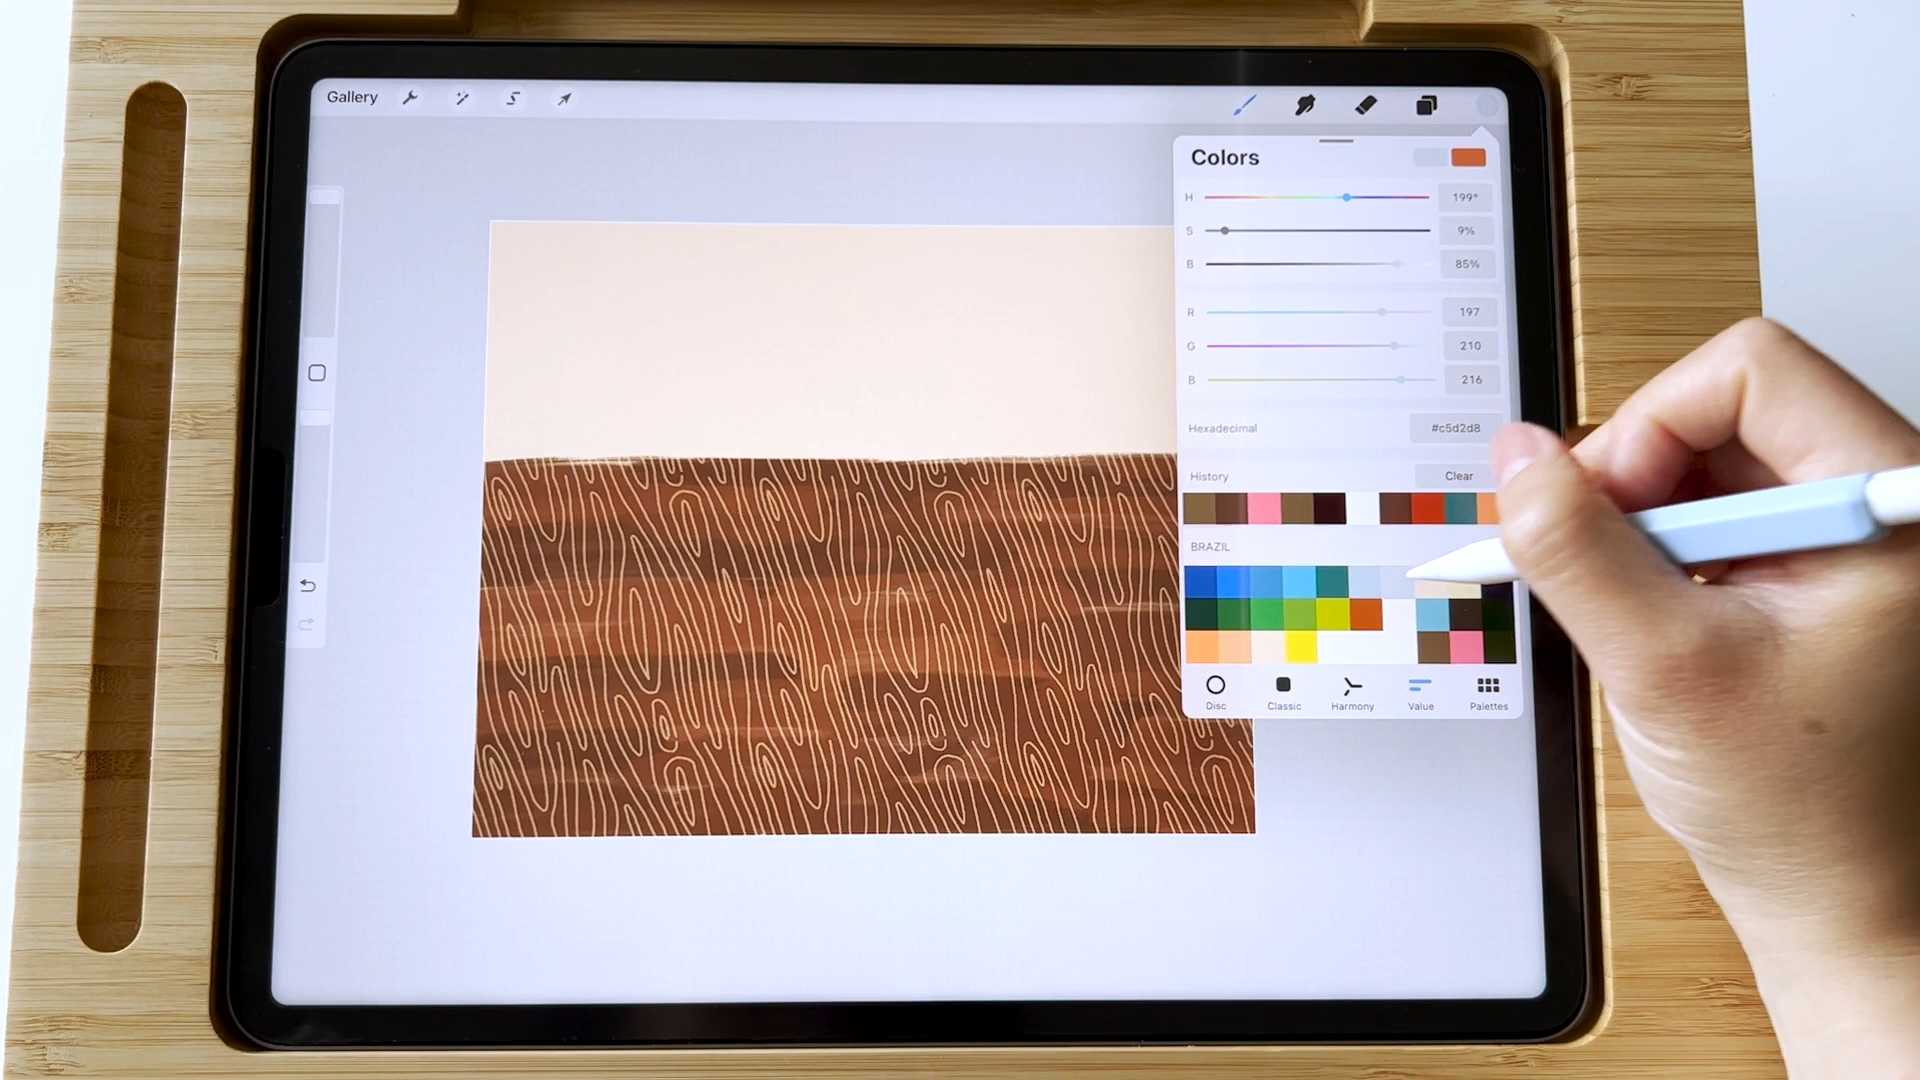 Gallery
Colors
H 199°
S 9%
B 85%
R 197
G 210
B 216
Hexadecimal #c5d2d8
History Clear
BRAZIL
Disc Classic Harmony Value Palettes